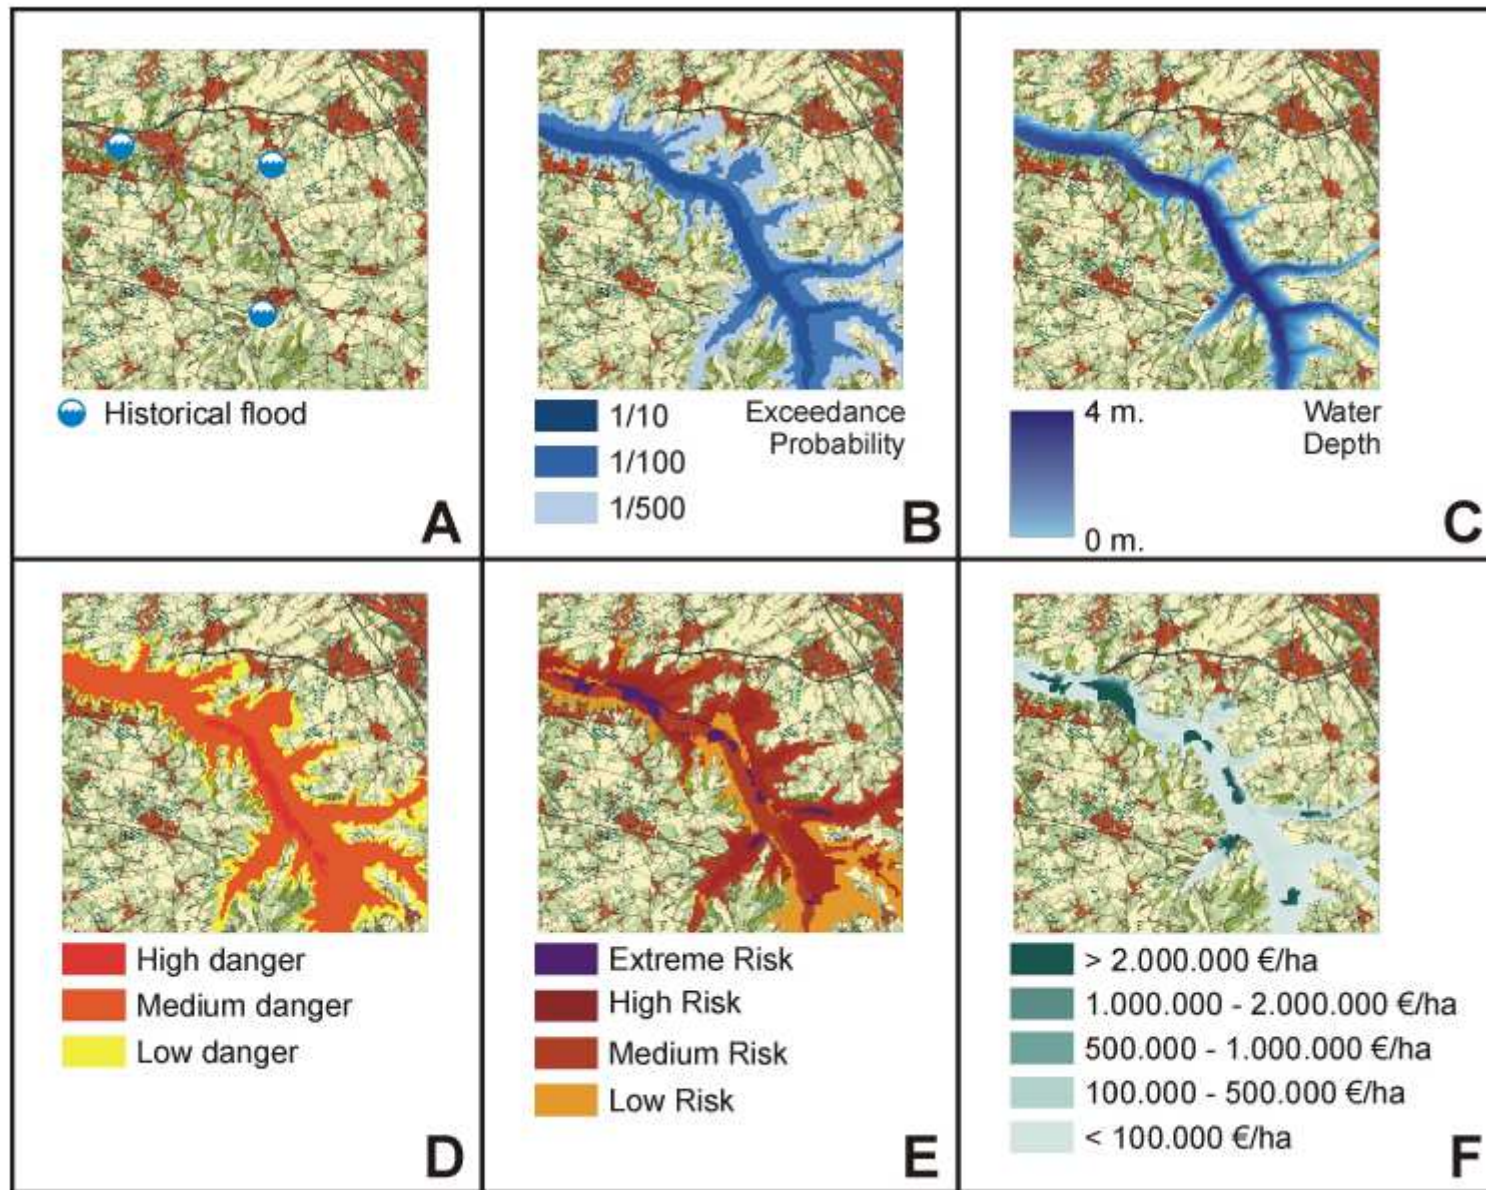 Historical flood
A
1/10
1/100
1/500
Exceedance
Probability
B
4 m.
0 m.
Water
Depth
C
High danger
Medium danger
Low danger
D
Extreme Risk
High Risk
Medium Risk
Low Risk
E
> 2.000.000 €/ha
1.000.000 - 2.000.000 €/ha
500.000 - 1.000.000 €/ha
100.000 - 500.000 €/ha
< 100.000 €/ha
F